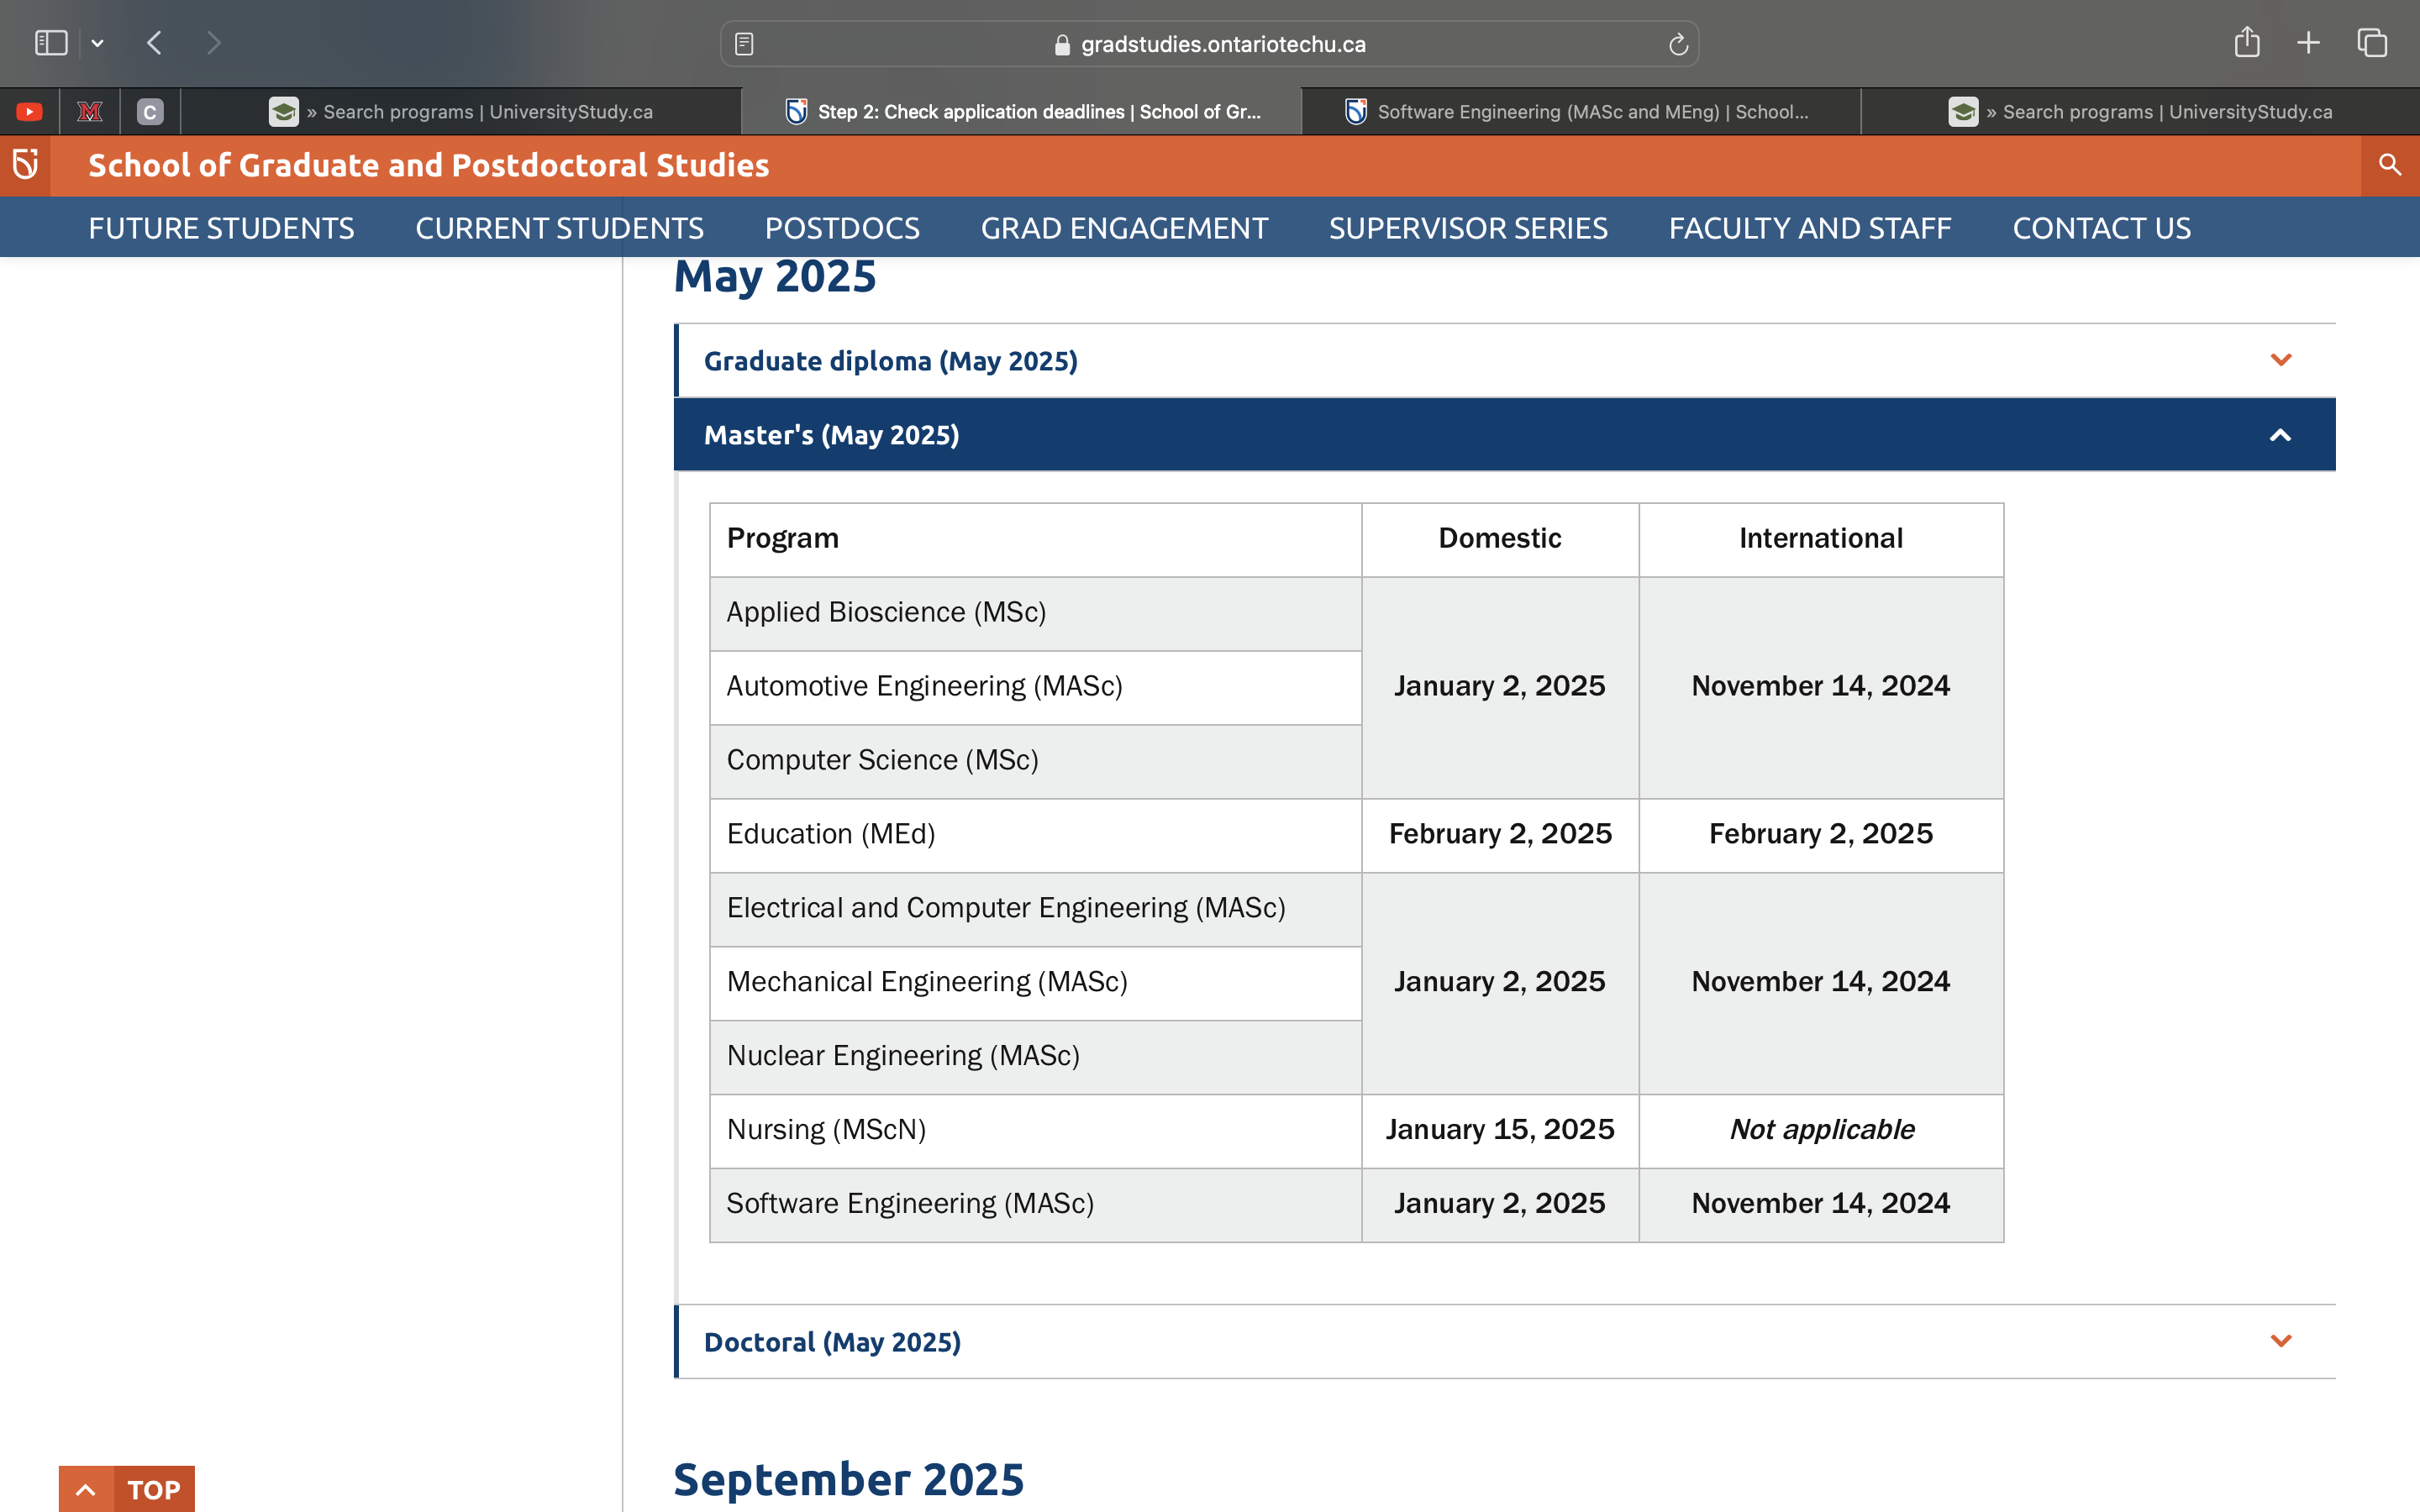 gradstudies.ontariotechu.ca
C
» Search programs | UniversityStudy.ca
Step 2: Check application deadlines | School of Gr...
Software Engineering (MASc and MEng) | School...
» Search programs | UniversityStudy.ca
School of Graduate and Postdoctoral Studies
FUTURE STUDENTS CURRENT STUDENTS POSTDOCS GRAD ENGAGEMENT SUPERVISOR SERIES FACULTY AND STAFF CONTACT US
May 2025
Graduate diploma (May 2025)
Master's (May 2025)
Program Domestic International
Applied Bioscience (MSc)
Automotive Engineering (MASc) January 2, 2025 November 14, 2024
Computer Science (MSc)
Education (MEd) February 2, 2025 February 2, 2025
Electrical and Computer Engineering (MASc)
Mechanical Engineering (MASc) January 2, 2025 November 14, 2024
Nuclear Engineering (MASc)
Nursing (MScN) January 15, 2025 Not applicable
Software Engineering (MASc) January 2, 2025 November 14, 2024
Doctoral (May 2025)
September 2025
TOP